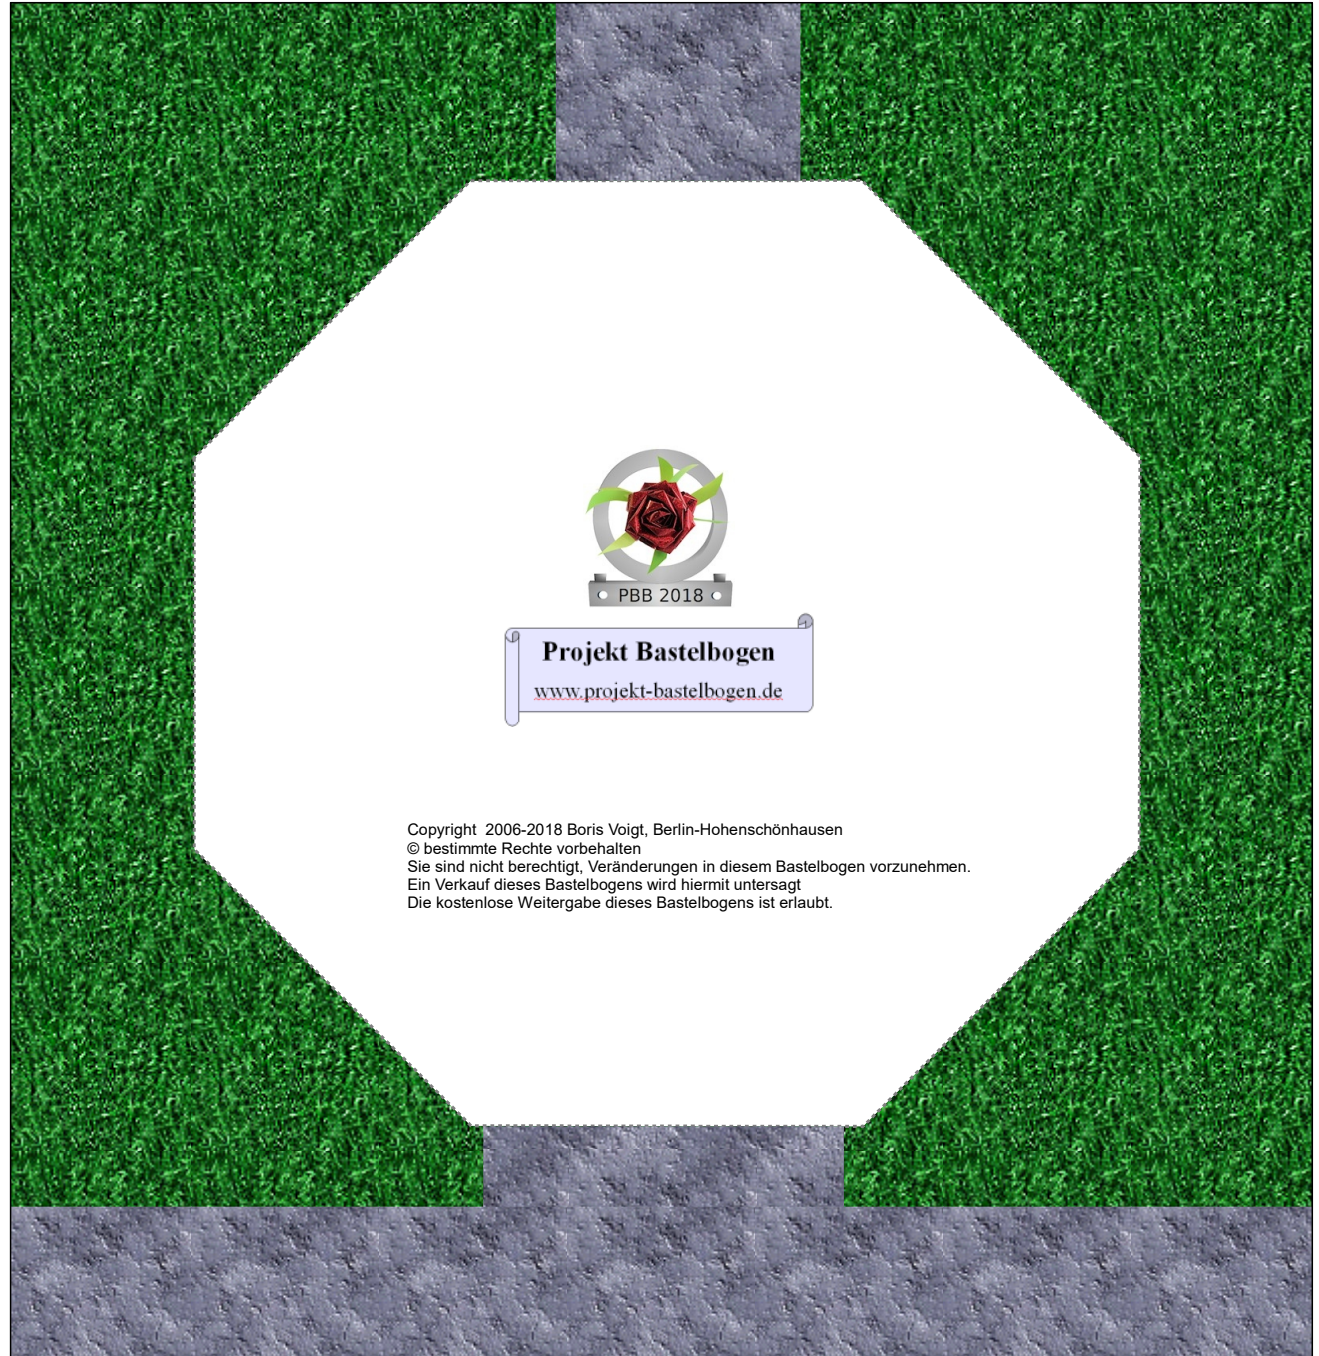 PBB 2018
Projekt Bastelbogen
www.projekt-bastelbogen.de
Copyright  2006-2018 Boris Voigt, Berlin-Hohenschönhausen
© bestimmte Rechte vorbehalten
Sie sind nicht berechtigt, Veränderungen in diesem Bastelbogen vorzunehmen.
Ein Verkauf dieses Bastelbogens wird hiermit untersagt
Die kostenlose Weitergabe dieses Bastelbogens ist erlaubt.